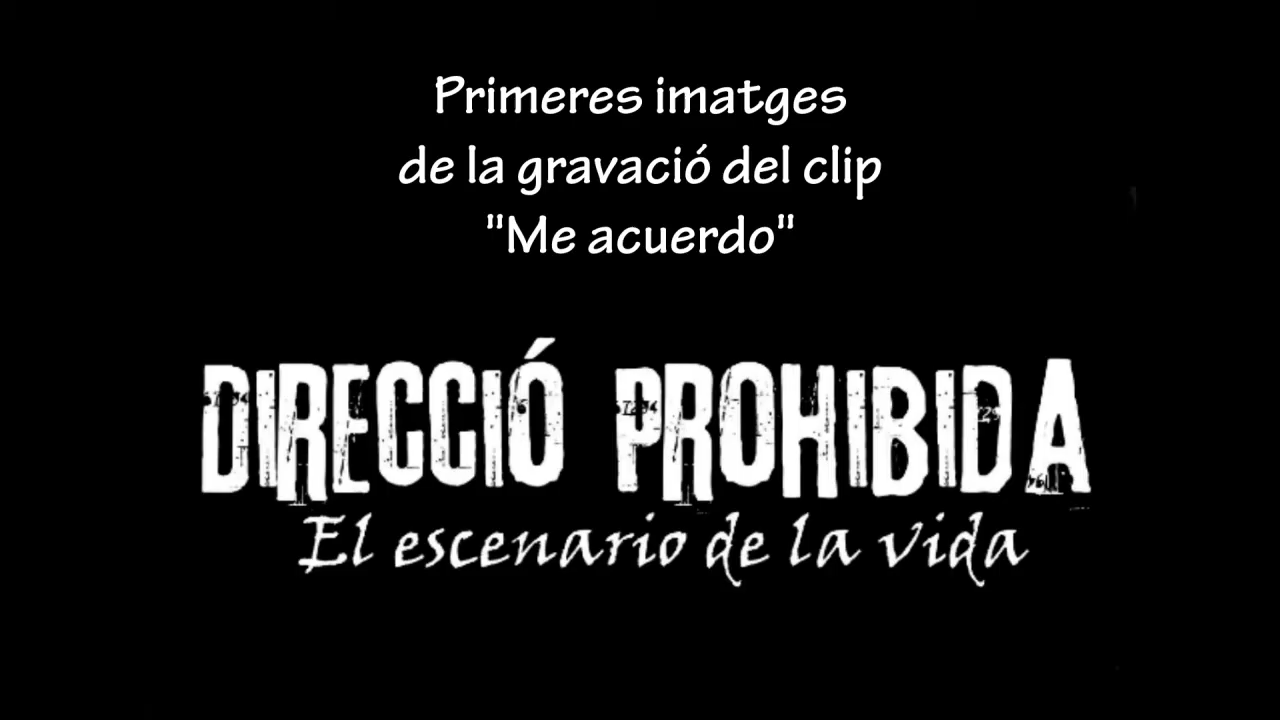 Primeres imatges
de la gravació del clip
"Me acuerdo"
DIRECCIÓ PROHIBIDA
El escenario de la vida